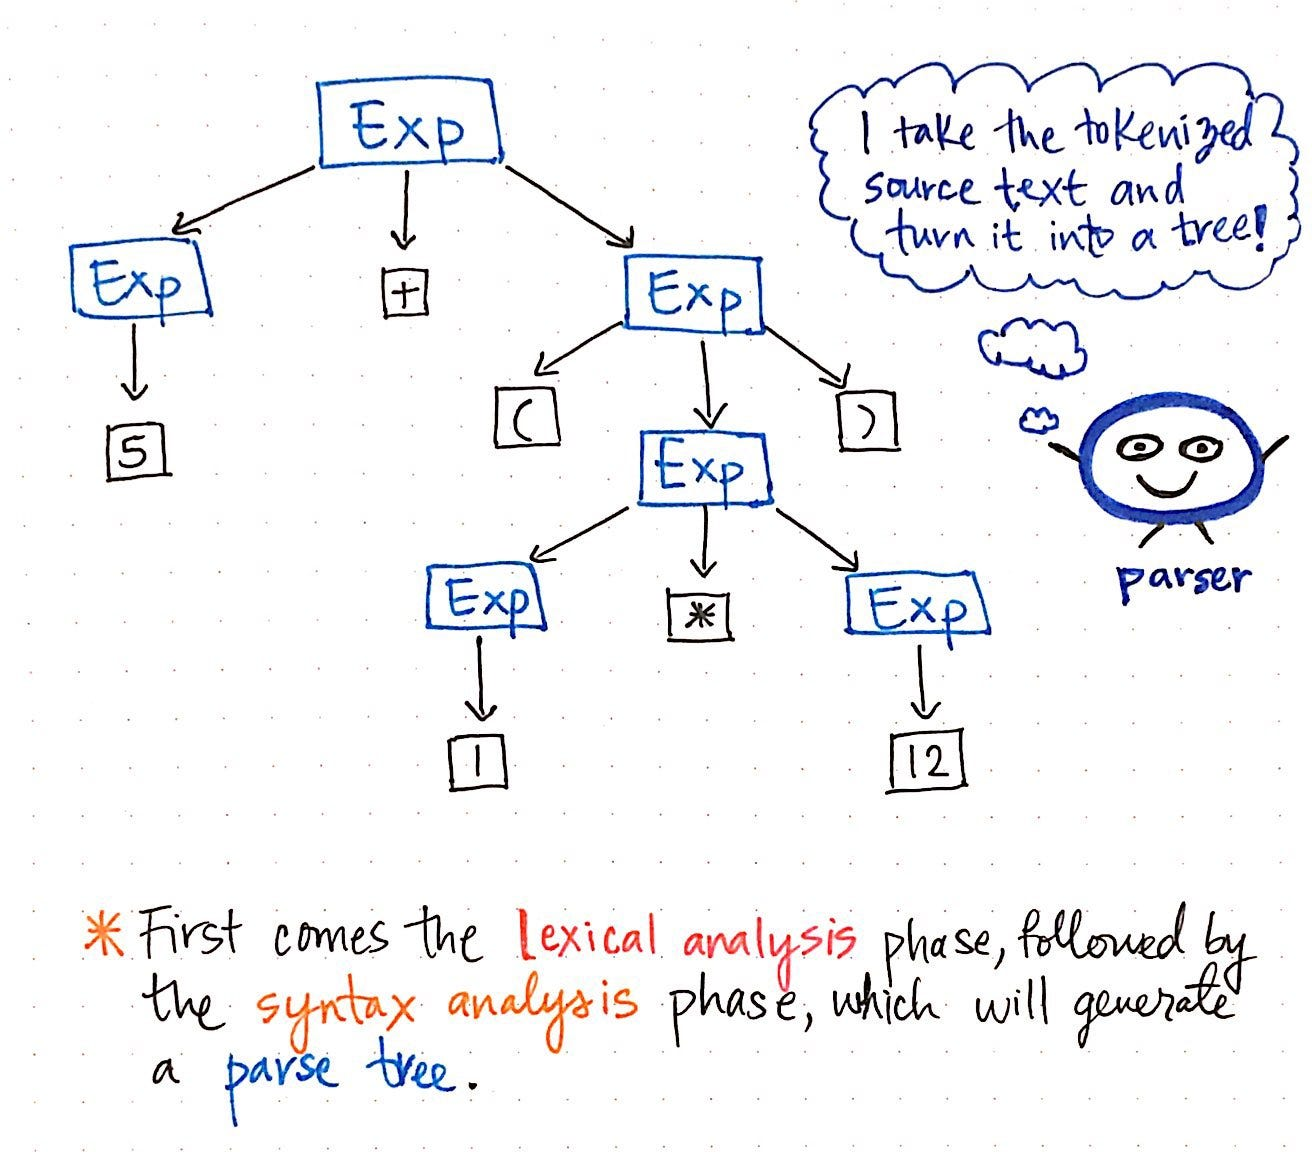 Exp
I take the tokenized
source text and
turn it into a tree!
Exp
+
Exp
5
(
)
Exp
Exp
*
Exp
parser
1
12
* First comes the Lexical analysis phase, followed by
the syntax analysis phase, which will generate
a parse tree.